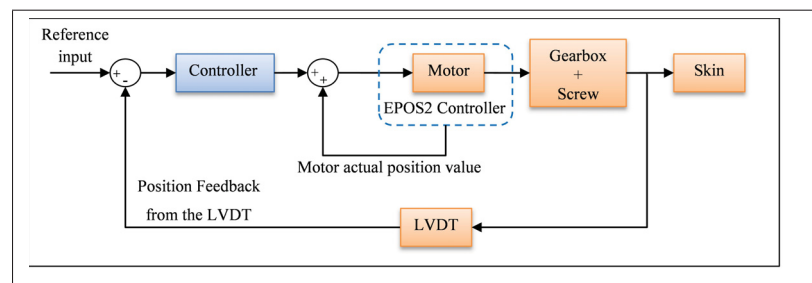 Reference
input
+
-
Controller
+
+
Motor
EPOS2 Controller
Gearbox
+
Screw
Skin
Motor actual position value
Position Feedback
from the LVDT
LVDT